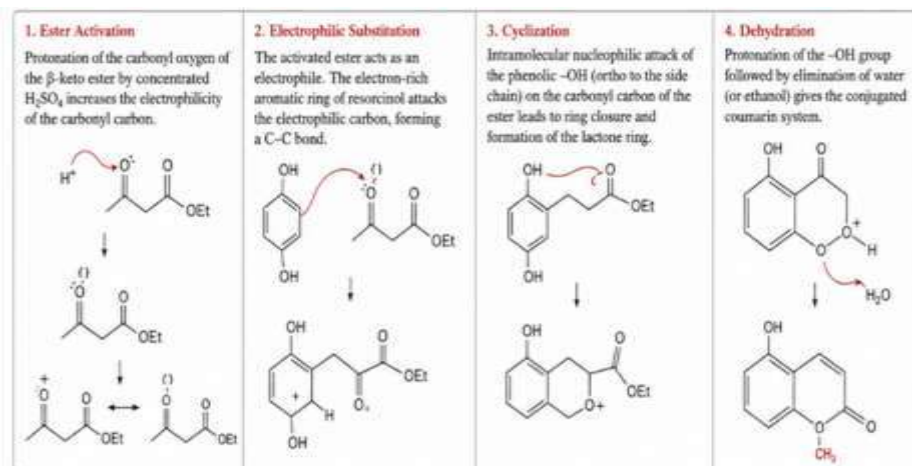 1. Ester Activation
Protonation of the carbonyl oxygen of
the β-keto ester by concentrated
H₂SO₄ increases the electrophilicity
of the carbonyl carbon.
H⁺
O:
O
OEt
()
:O
O
OEt
+
:O
O
OEt
()
O
O
OEt
2. Electrophilic Substitution
The activated ester acts as an
electrophile. The electron-rich
aromatic ring of resorcinol attacks
the electrophilic carbon, forming
a C–C bond.
OH
()
:O
O
OEt
OH
OH
O
OEt
+
H
O
OH
3. Cyclization
Intramolecular nucleophilic attack of
the phenolic –OH (ortho to the side
chain) on the carbonyl carbon of the
ester leads to ring closure and
formation of the lactone ring.
OH
O
OEt
OH
OH
O
OEt
O+
4. Dehydration
Protonation of the –OH group
followed by elimination of water
(or ethanol) gives the conjugated
coumarin system.
OH
O
O+
O
H
H₂O
OH
O
O
CH₃